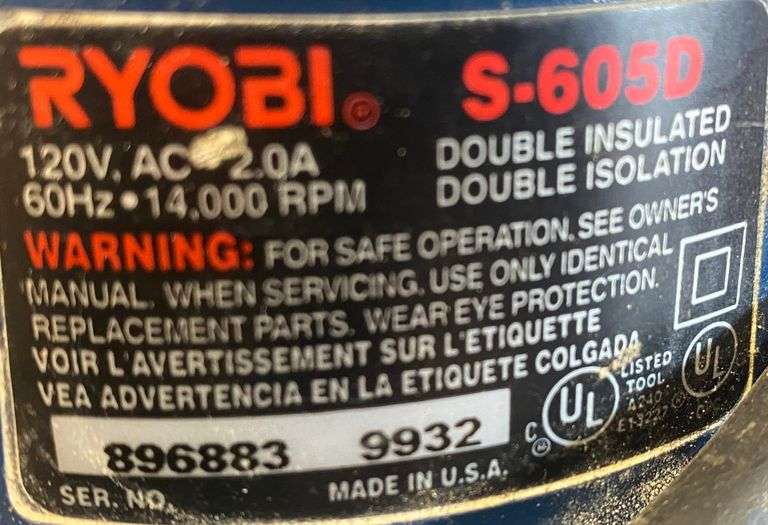 RYOBI S-605D
120V, AC 2.0A DOUBLE INSULATED
60Hz • 14,000 RPM DOUBLE ISOLATION
WARNING: FOR SAFE OPERATION, SEE OWNER'S
MANUAL. WHEN SERVICING, USE ONLY IDENTICAL
REPLACEMENT PARTS. WEAR EYE PROTECTION.
VOIR L'AVERTISSEMENT SUR L'ETIQUETTE
VEA ADVERTENCIA EN LA ETIQUETE COLGADA
896883 9932
SER. NO. MADE IN U.S.A.
C UL LISTED UL
TOOL